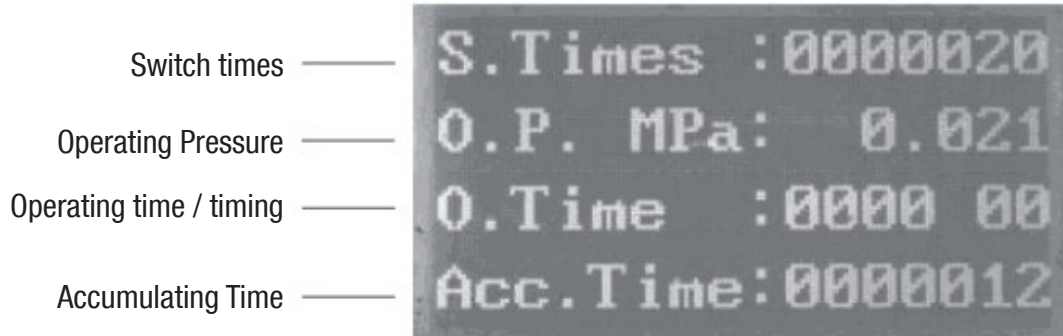 Switch times
S.Times :0000020
Operating Pressure
O.P. MPa: 0.021
Operating time / timing
O.Time :0000 00
Accumulating Time
Acc.Time:0000012